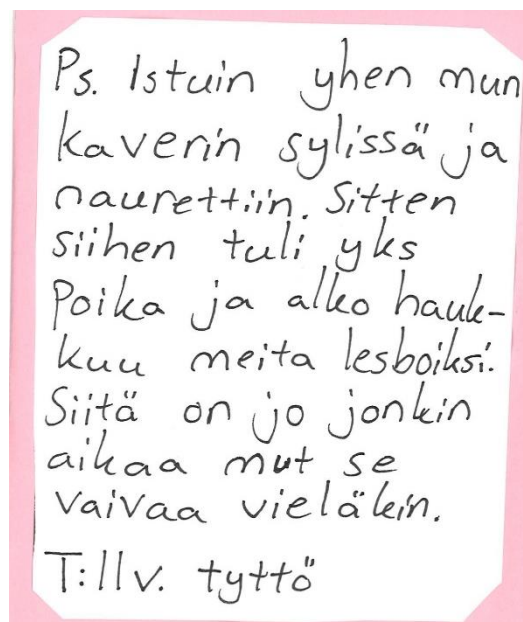 Ps. Istuin yhen mun
kaverin sylissä ja
naurettiin. Sitten
siihen tuli yks
Poika ja alko hauk-
kuu meita lesboiksi.
Siitä on jo jonkin
aikaa mut se
vaivaa vieläkin.
T:11v. tyttö